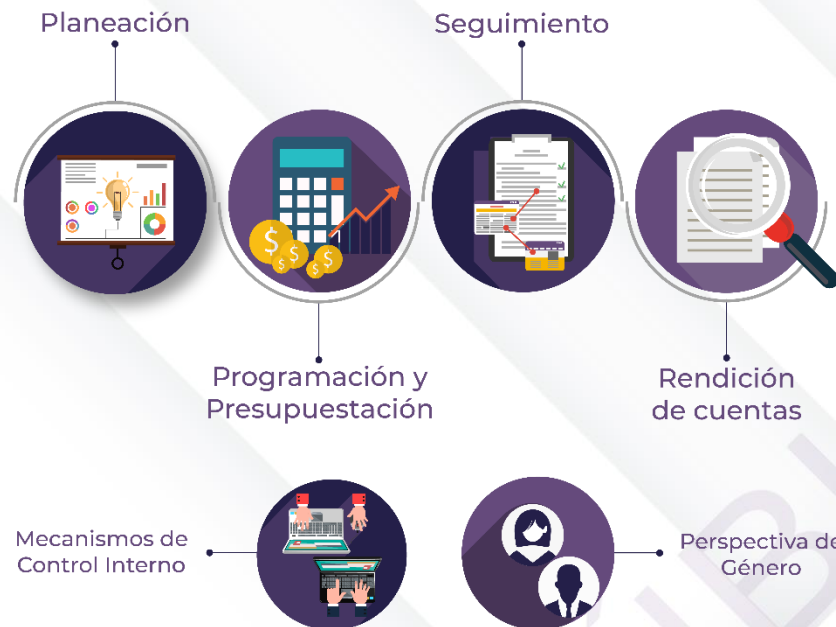 Planeación
Seguimiento
Programación y
Presupuestación
Rendición
de cuentas
Mecanismos de
Control Interno
Perspectiva de
Género